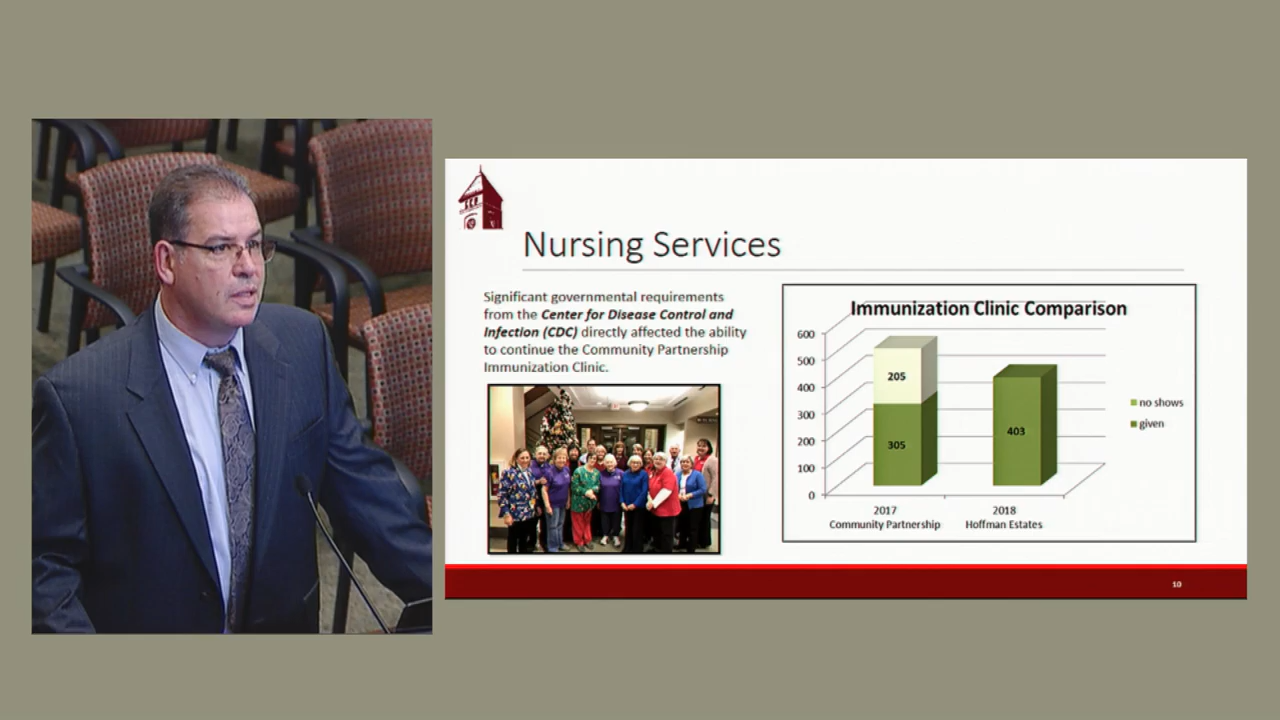 Nursing Services
Significant governmental requirements
from the Center for Disease Control and
Infection (CDC) directly affected the ability
to continue the Community Partnership
Immunization Clinic.
Immunization Clinic Comparison
600
500
400
300
200
100
0
205
305
403
no shows
given
2017
Community Partnership
2018
Hoffman Estates
10